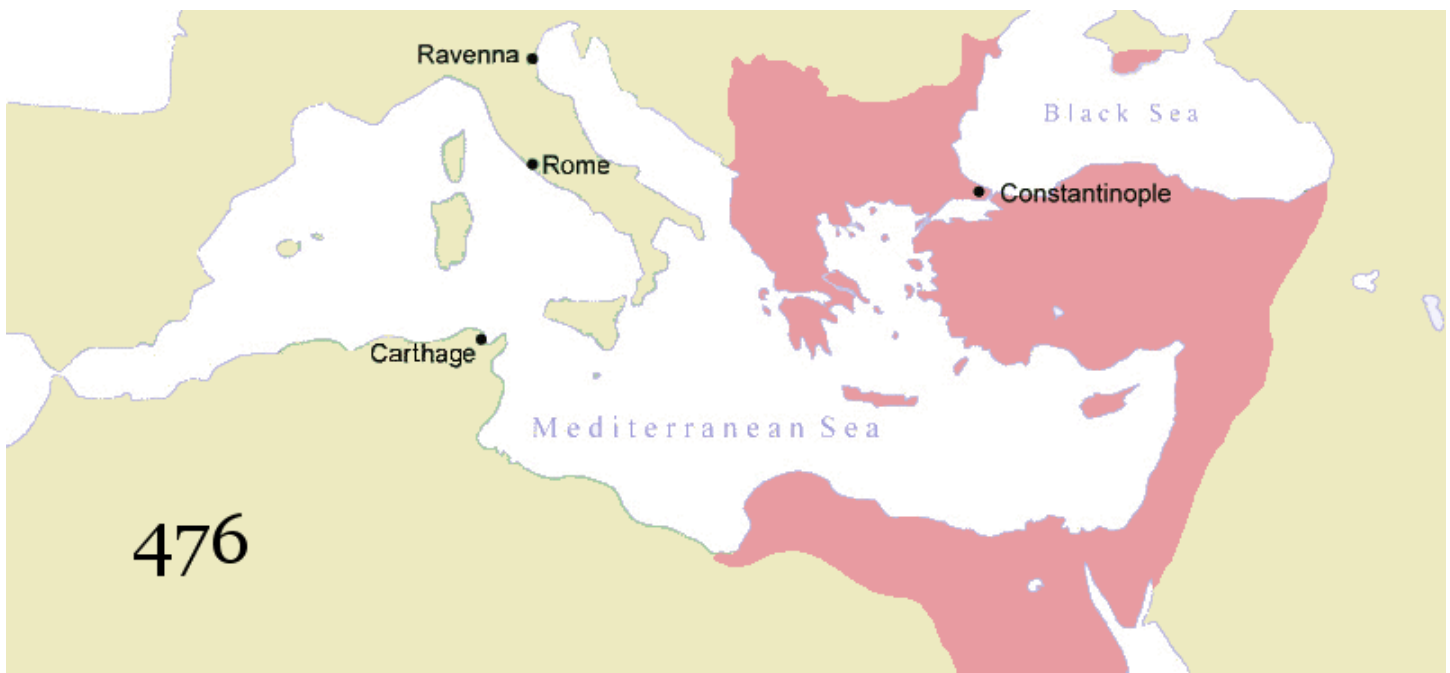 Ravenna
Black Sea
Rome
Constantinople
Carthage
Mediterranean Sea
476